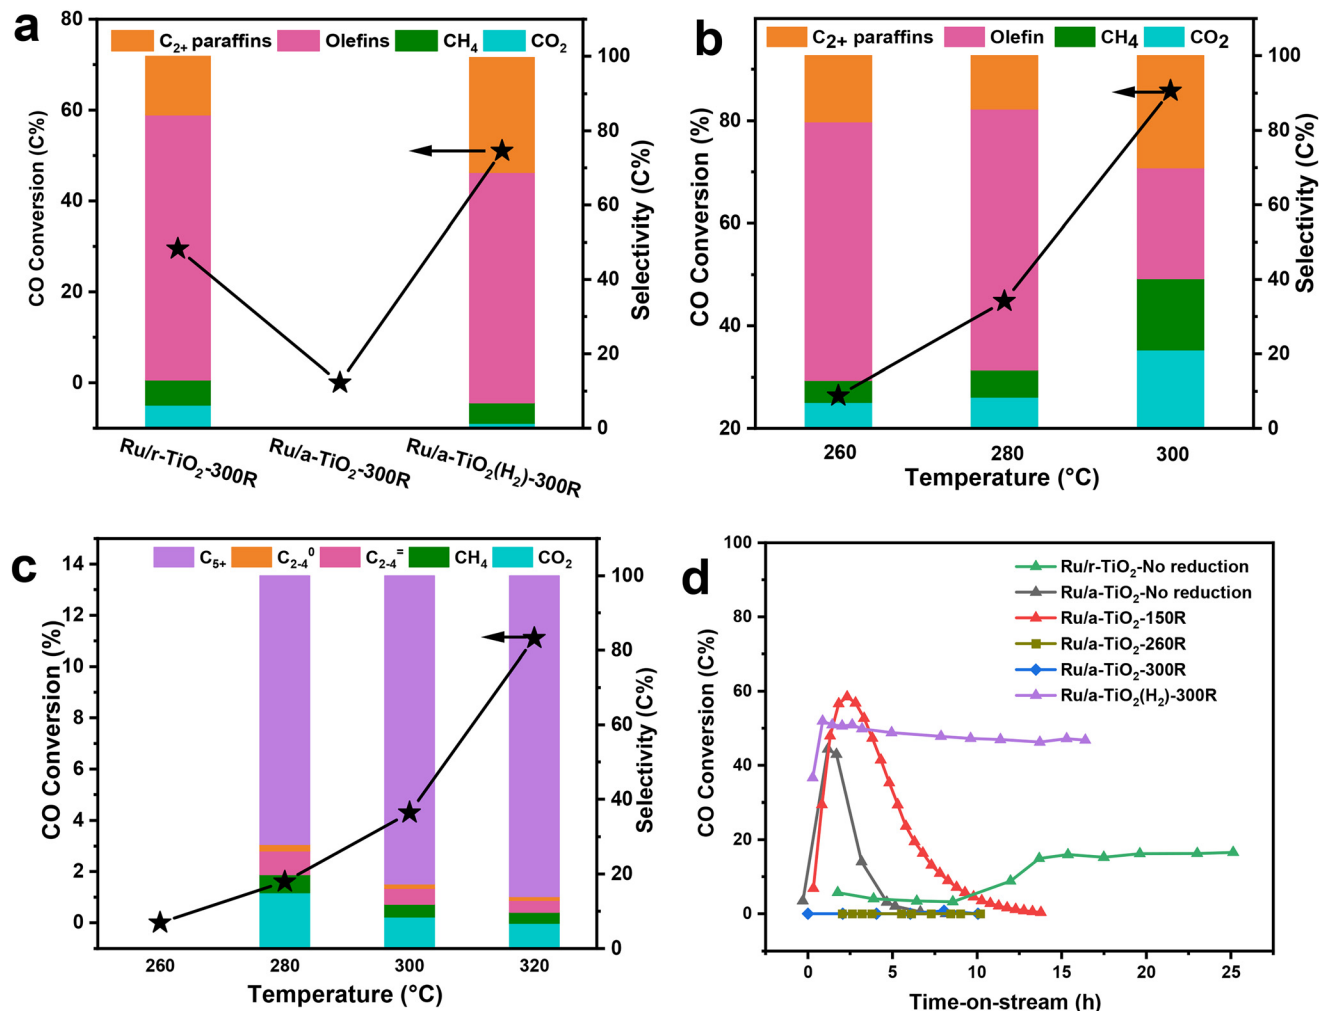 a
C2+ paraffins Olefins CH4 CO2
80
60
40
20
0
CO Conversion (C%)
100
80
60
40
20
0
Selectivity (C%)
Ru/r-TiO2-300R
Ru/a-TiO2-300R
Ru/a-TiO2(H2)-300R
b
C2+ paraffins Olefin CH4 CO2
80
60
40
20
CO Conversion (%)
100
80
60
40
20
0
Selectivity (C%)
260 280 300
Temperature (°C)
c
C5+ C2-4^0 C2-4^= CH4 CO2
14
12
10
8
6
4
2
0
CO Conversion (%)
100
80
60
40
20
0
Selectivity (C%)
260 280 300 320
Temperature (°C)
d
Ru/r-TiO2-No reduction
Ru/a-TiO2-No reduction
Ru/a-TiO2-150R
Ru/a-TiO2-260R
Ru/a-TiO2-300R
Ru/a-TiO2(H2)-300R
100
80
60
40
20
0
CO Conversion (C%)
0 5 10 15 20 25
Time-on-stream (h)